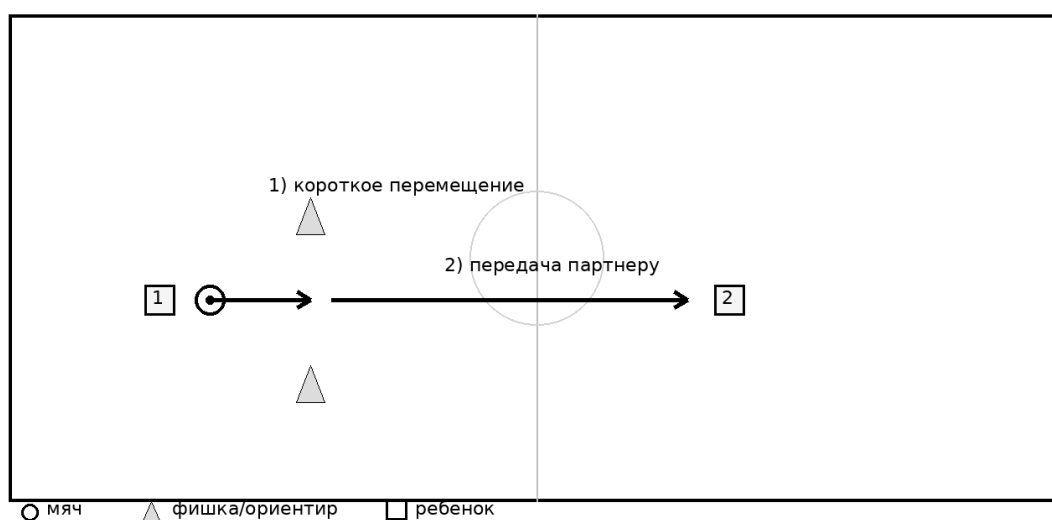 1) короткое перемещение
2) передача партнеру
1
2
мяч
фишка/ориентир
ребенок